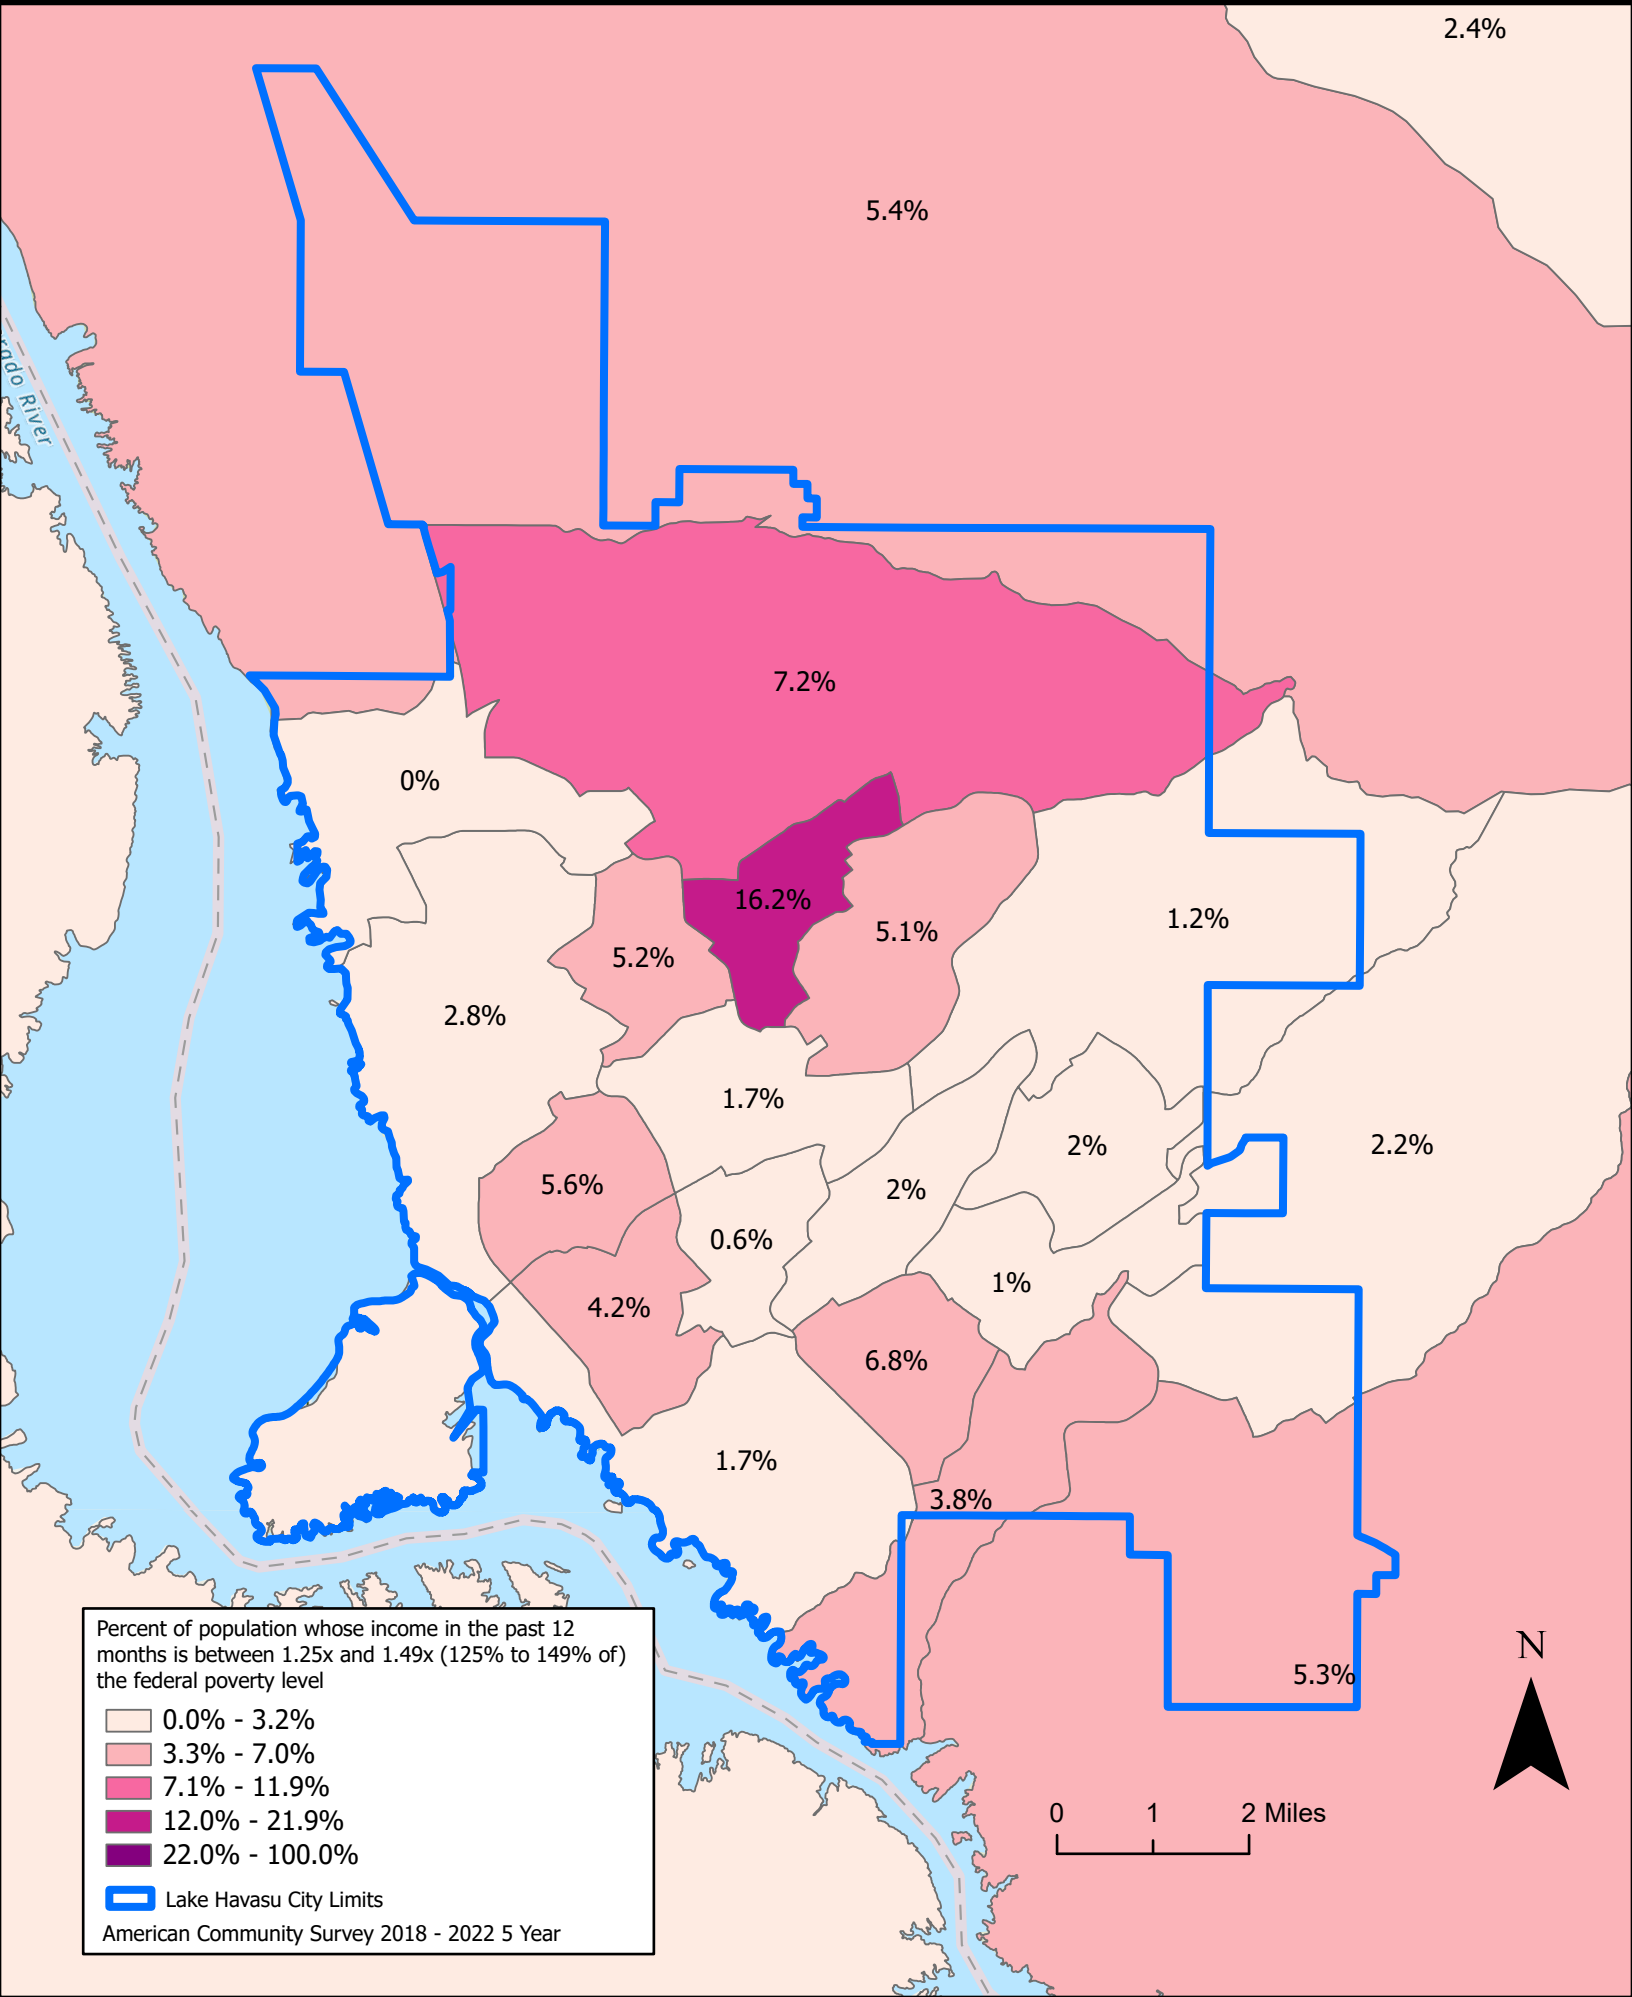 2.4%
5.4%
rado River
7.2%
0%
16.2%
5.1%
1.2%
5.2%
2.8%
1.7%
2%
2.2%
5.6%
2%
0.6%
1%
4.2%
6.8%
1.7%
3.8%
5.3%
N
Percent of population whose income in the past 12
months is between 1.25x and 1.49x (125% to 149% of)
the federal poverty level
0.0% - 3.2%
3.3% - 7.0%
7.1% - 11.9%
12.0% - 21.9%
22.0% - 100.0%
Lake Havasu City Limits
American Community Survey 2018 - 2022 5 Year
0 1 2 Miles